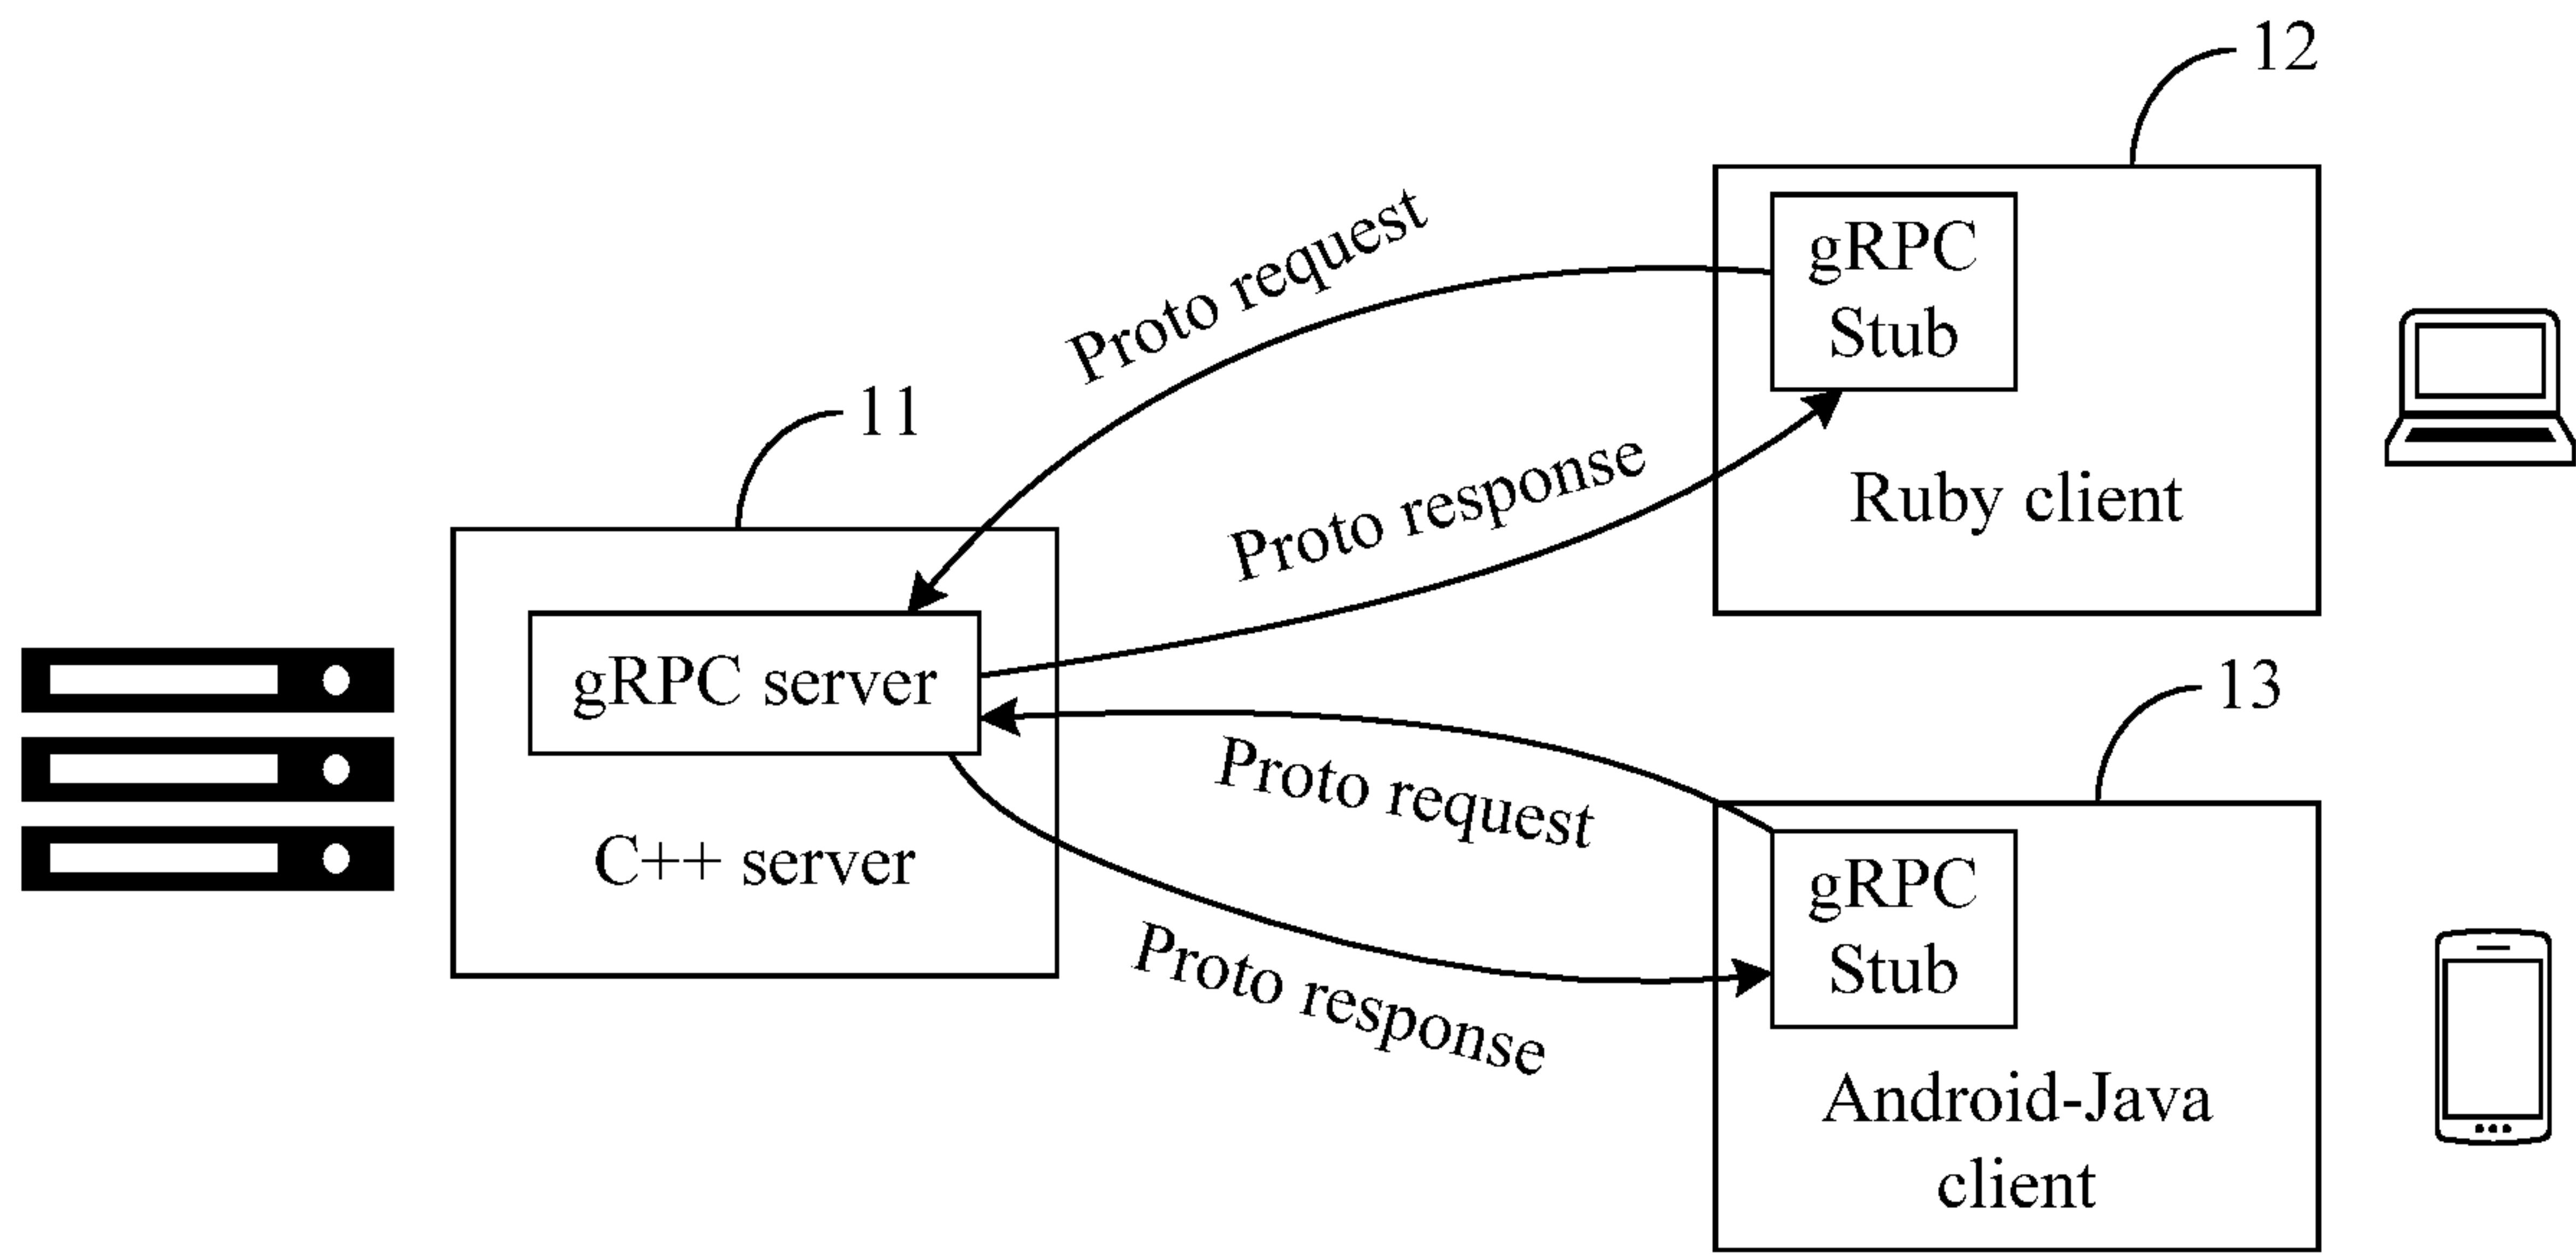 12
gRPC
Stub
Ruby client
Proto request
Proto response
11
gRPC server
C++ server
13
Proto request
Proto response
gRPC
Stub
Android-Java
client